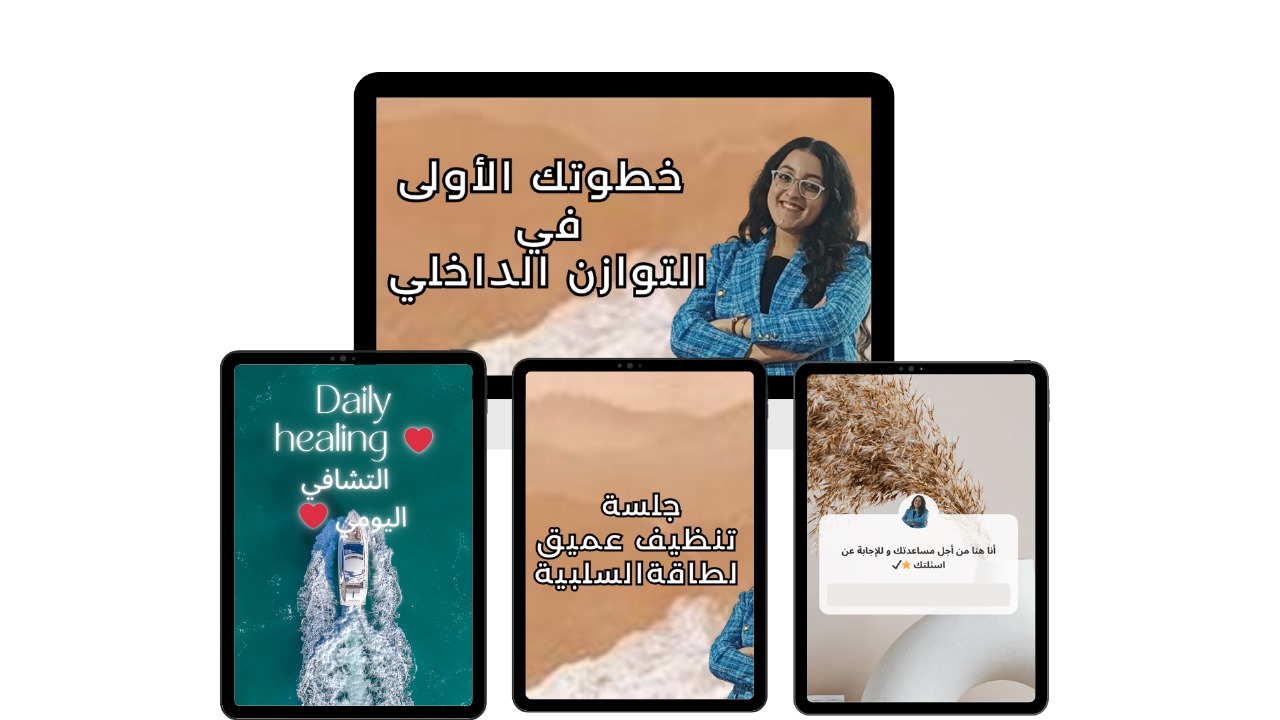 خطوتك الأولى
في
التوازن الداخلي
Daily
healing ❤️
التشافي
اليومي ❤️
جلسة
تنظيف عميق
لطاقةالسلبية
أنا هنا من أجل مساعدتك و للإجابة عن
اسئلتك ⭐✔